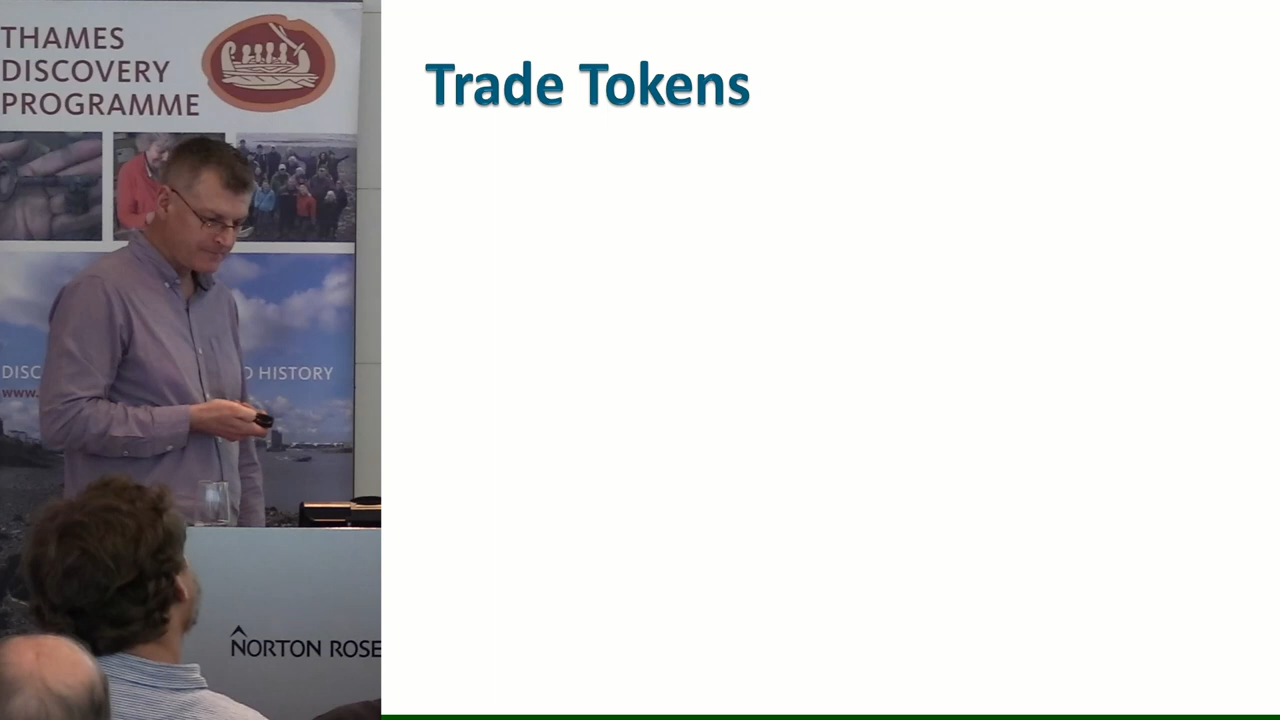 THAMES
DISCOVERY
PROGRAMME
Trade Tokens
DISC
D HISTORY
www.
NORTON ROSE